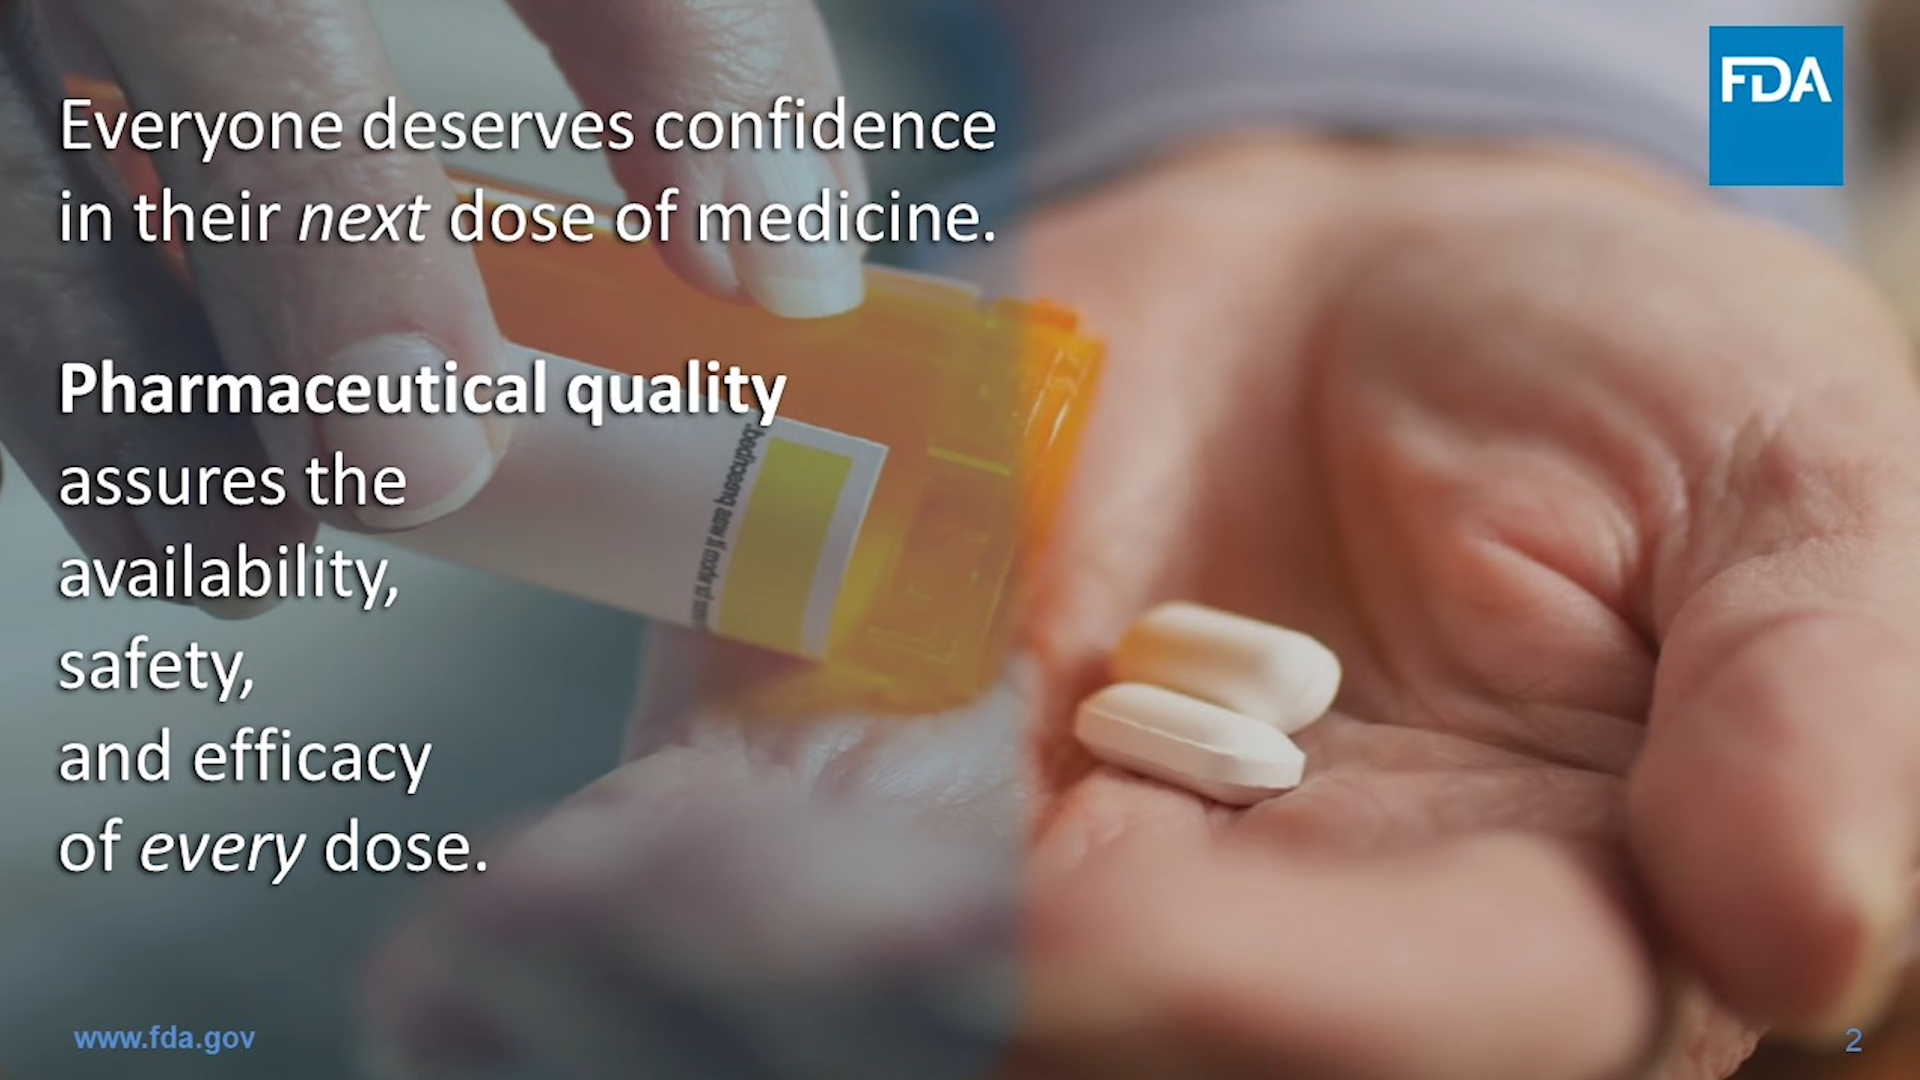 FDA
Everyone deserves confidence
in their next dose of medicine.
Pharmaceutical quality
assures the
availability,
safety,
and efficacy
of every dose.
www.fda.gov
2